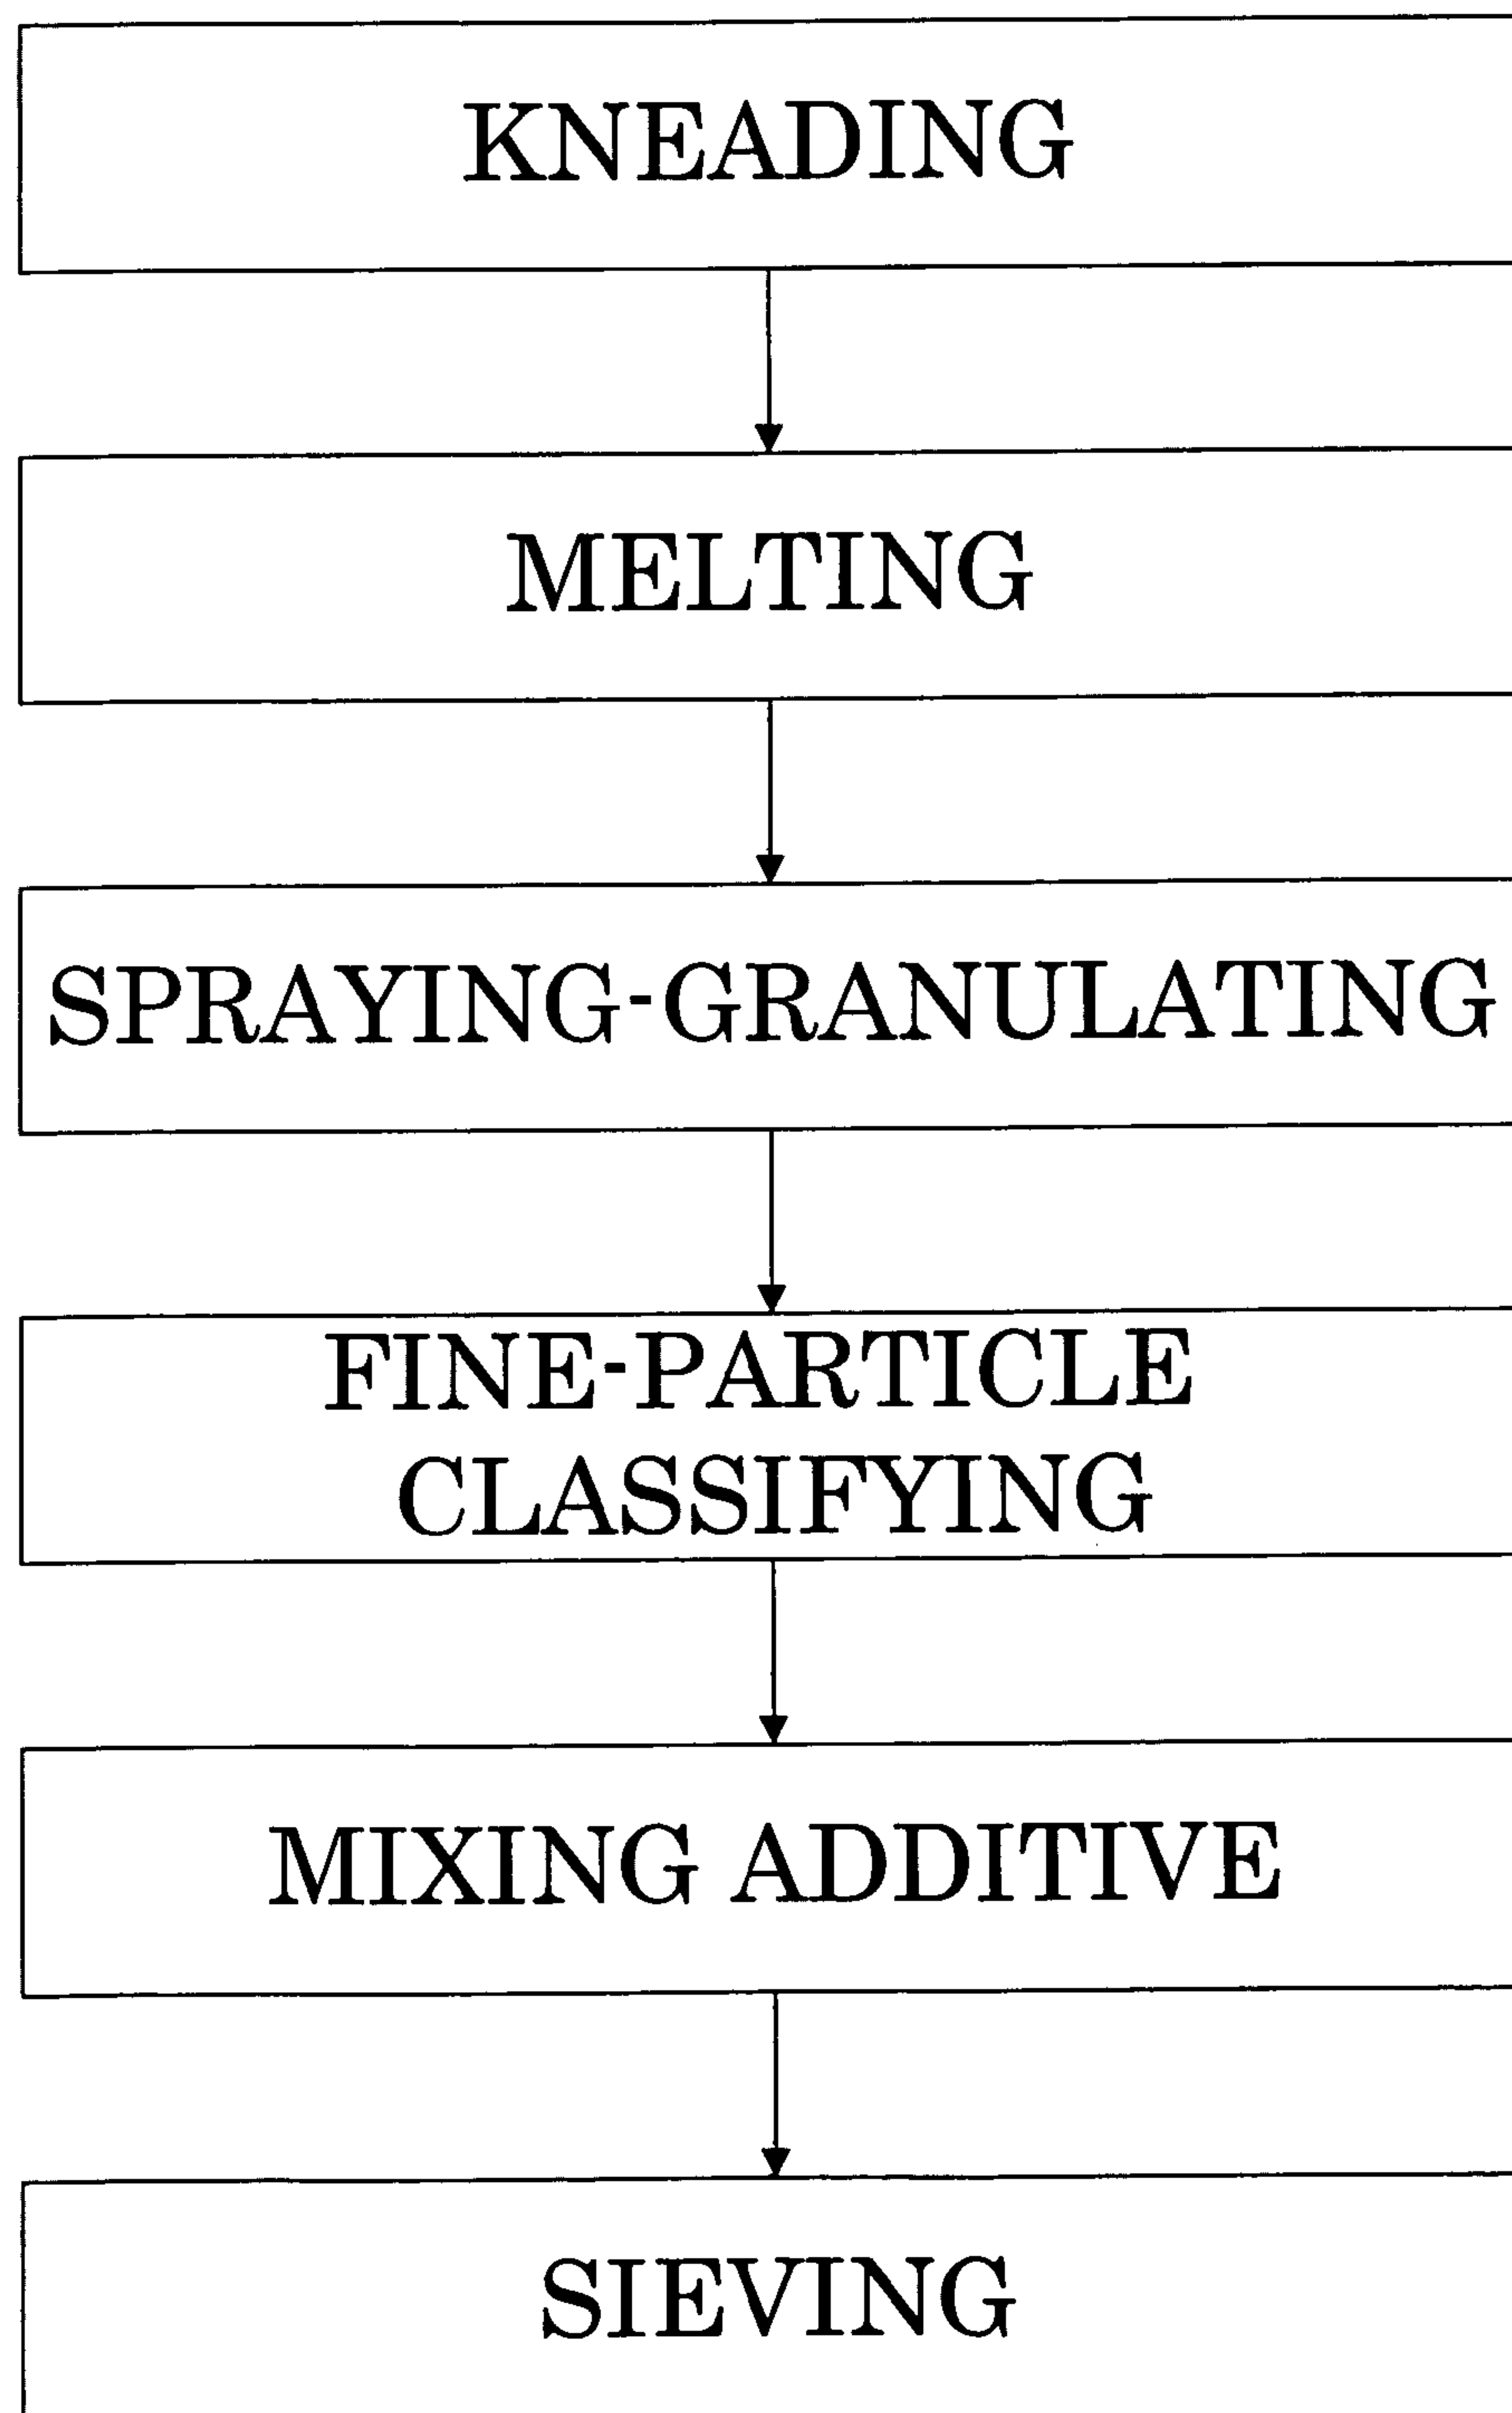 KNEADING
MELTING
SPRAYING-GRANULATING
FINE-PARTICLE
CLASSIFYING
MIXING ADDITIVE
SIEVING